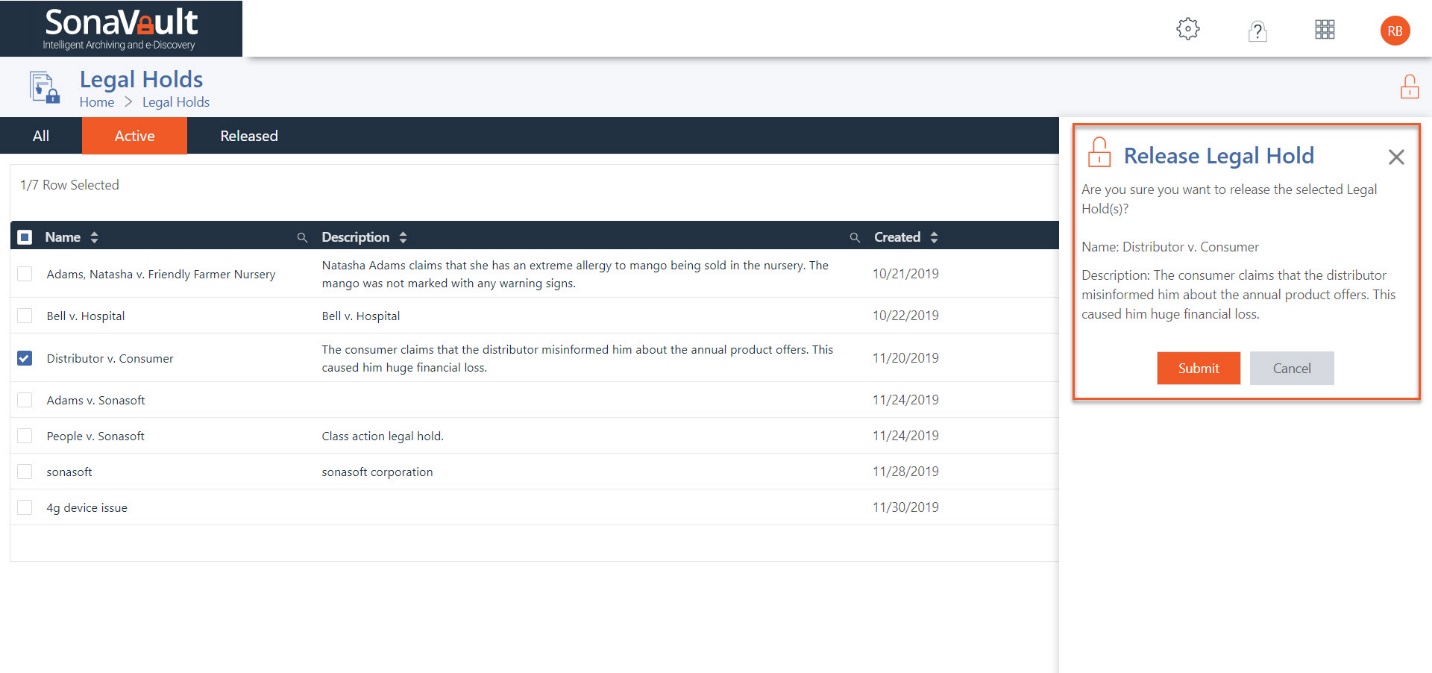 SonaVault
Intelligent Archiving and e-Discovery
?
RB
Legal Holds
Home > Legal Holds
All Active Released
1/7 Row Selected
Name Description Created
Adams, Natasha v. Friendly Farmer Nursery
Natasha Adams claims that she has an extreme allergy to mango being sold in the nursery. The
mango was not marked with any warning signs.
10/21/2019
Bell v. Hospital Bell v. Hospital 10/22/2019
Distributor v. Consumer
The consumer claims that the distributor misinformed him about the annual product offers. This
caused him huge financial loss.
11/20/2019
Adams v. Sonasoft 11/24/2019
People v. Sonasoft Class action legal hold. 11/24/2019
sonasoft sonasoft corporation 11/28/2019
4g device issue 11/30/2019
Release Legal Hold
Are you sure you want to release the selected Legal
Hold(s)?
Name: Distributor v. Consumer
Description: The consumer claims that the distributor
misinformed him about the annual product offers. This
caused him huge financial loss.
Submit Cancel